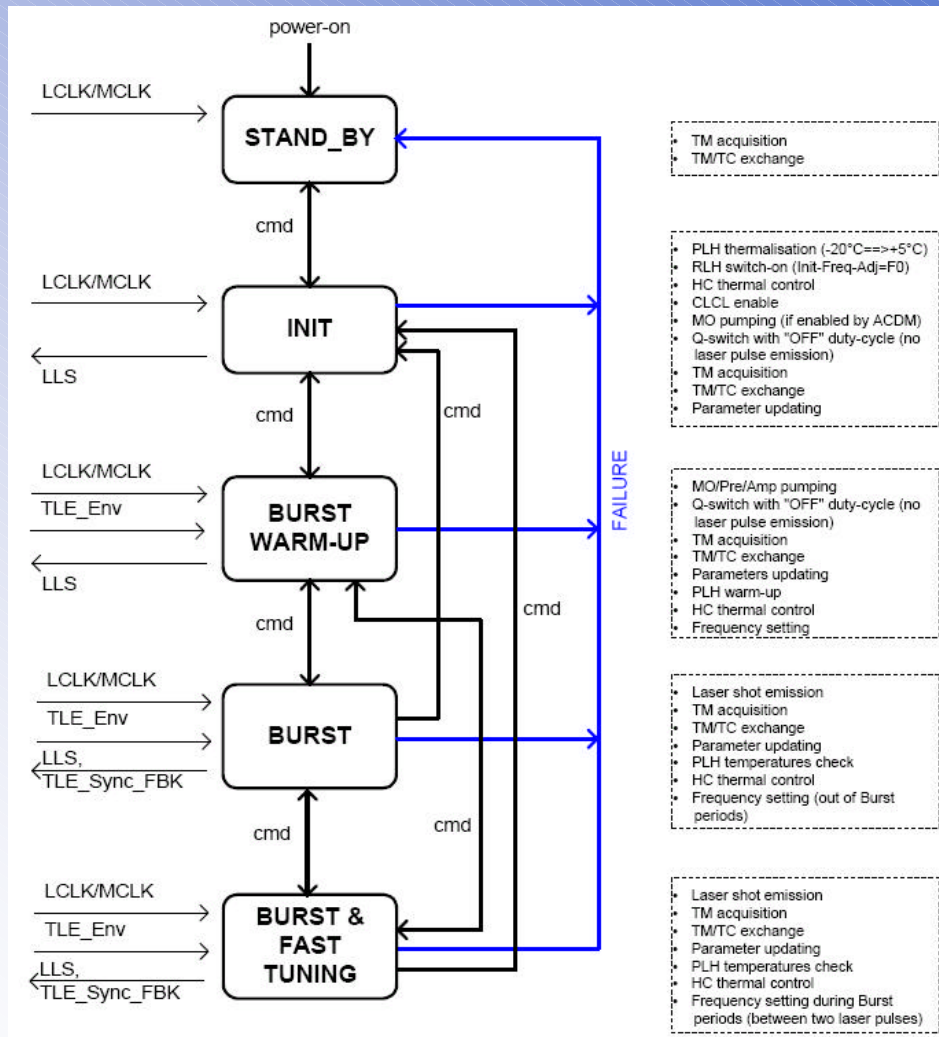 power-on
LCLK/MCLK
STAND_BY
• TM acquisition
• TM/TC exchange
cmd
LCLK/MCLK
INIT
LLS
• PLH thermalisation (-20°C==>+5°C)
• RLH switch-on (Init-Freq-Adj=F0)
• HC thermal control
• CLCL enable
• MO pumping (if enabled by ACDM)
• Q-switch with "OFF" duty-cycle (no
laser pulse emission)
• TM acquisition
• TM/TC exchange
• Parameter updating
cmd
cmd
cmd
FAILURE
LCLK/MCLK
TLE_Env
BURST
WARM-UP
LLS
• MO/Pre/Amp pumping
• Q-switch with "OFF" duty-cycle (no
laser pulse emission)
• TM acquisition
• TM/TC exchange
• Parameters updating
• PLH warm-up
• HC thermal control
• Frequency setting
cmd
LCLK/MCLK
TLE_Env
BURST
LLS,
TLE_Sync_FBK
• Laser shot emission
• TM acquisition
• TM/TC exchange
• Parameter updating
• PLH temperatures check
• HC thermal control
• Frequency setting (out of Burst
periods)
cmd
cmd
LCLK/MCLK
TLE_Env
BURST &
FAST
TUNING
LLS,
TLE_Sync_FBK
• Laser shot emission
• TM acquisition
• TM/TC exchange
• Parameter updating
• PLH temperatures check
• HC thermal control
• Frequency setting during Burst
periods (between two laser pulses)